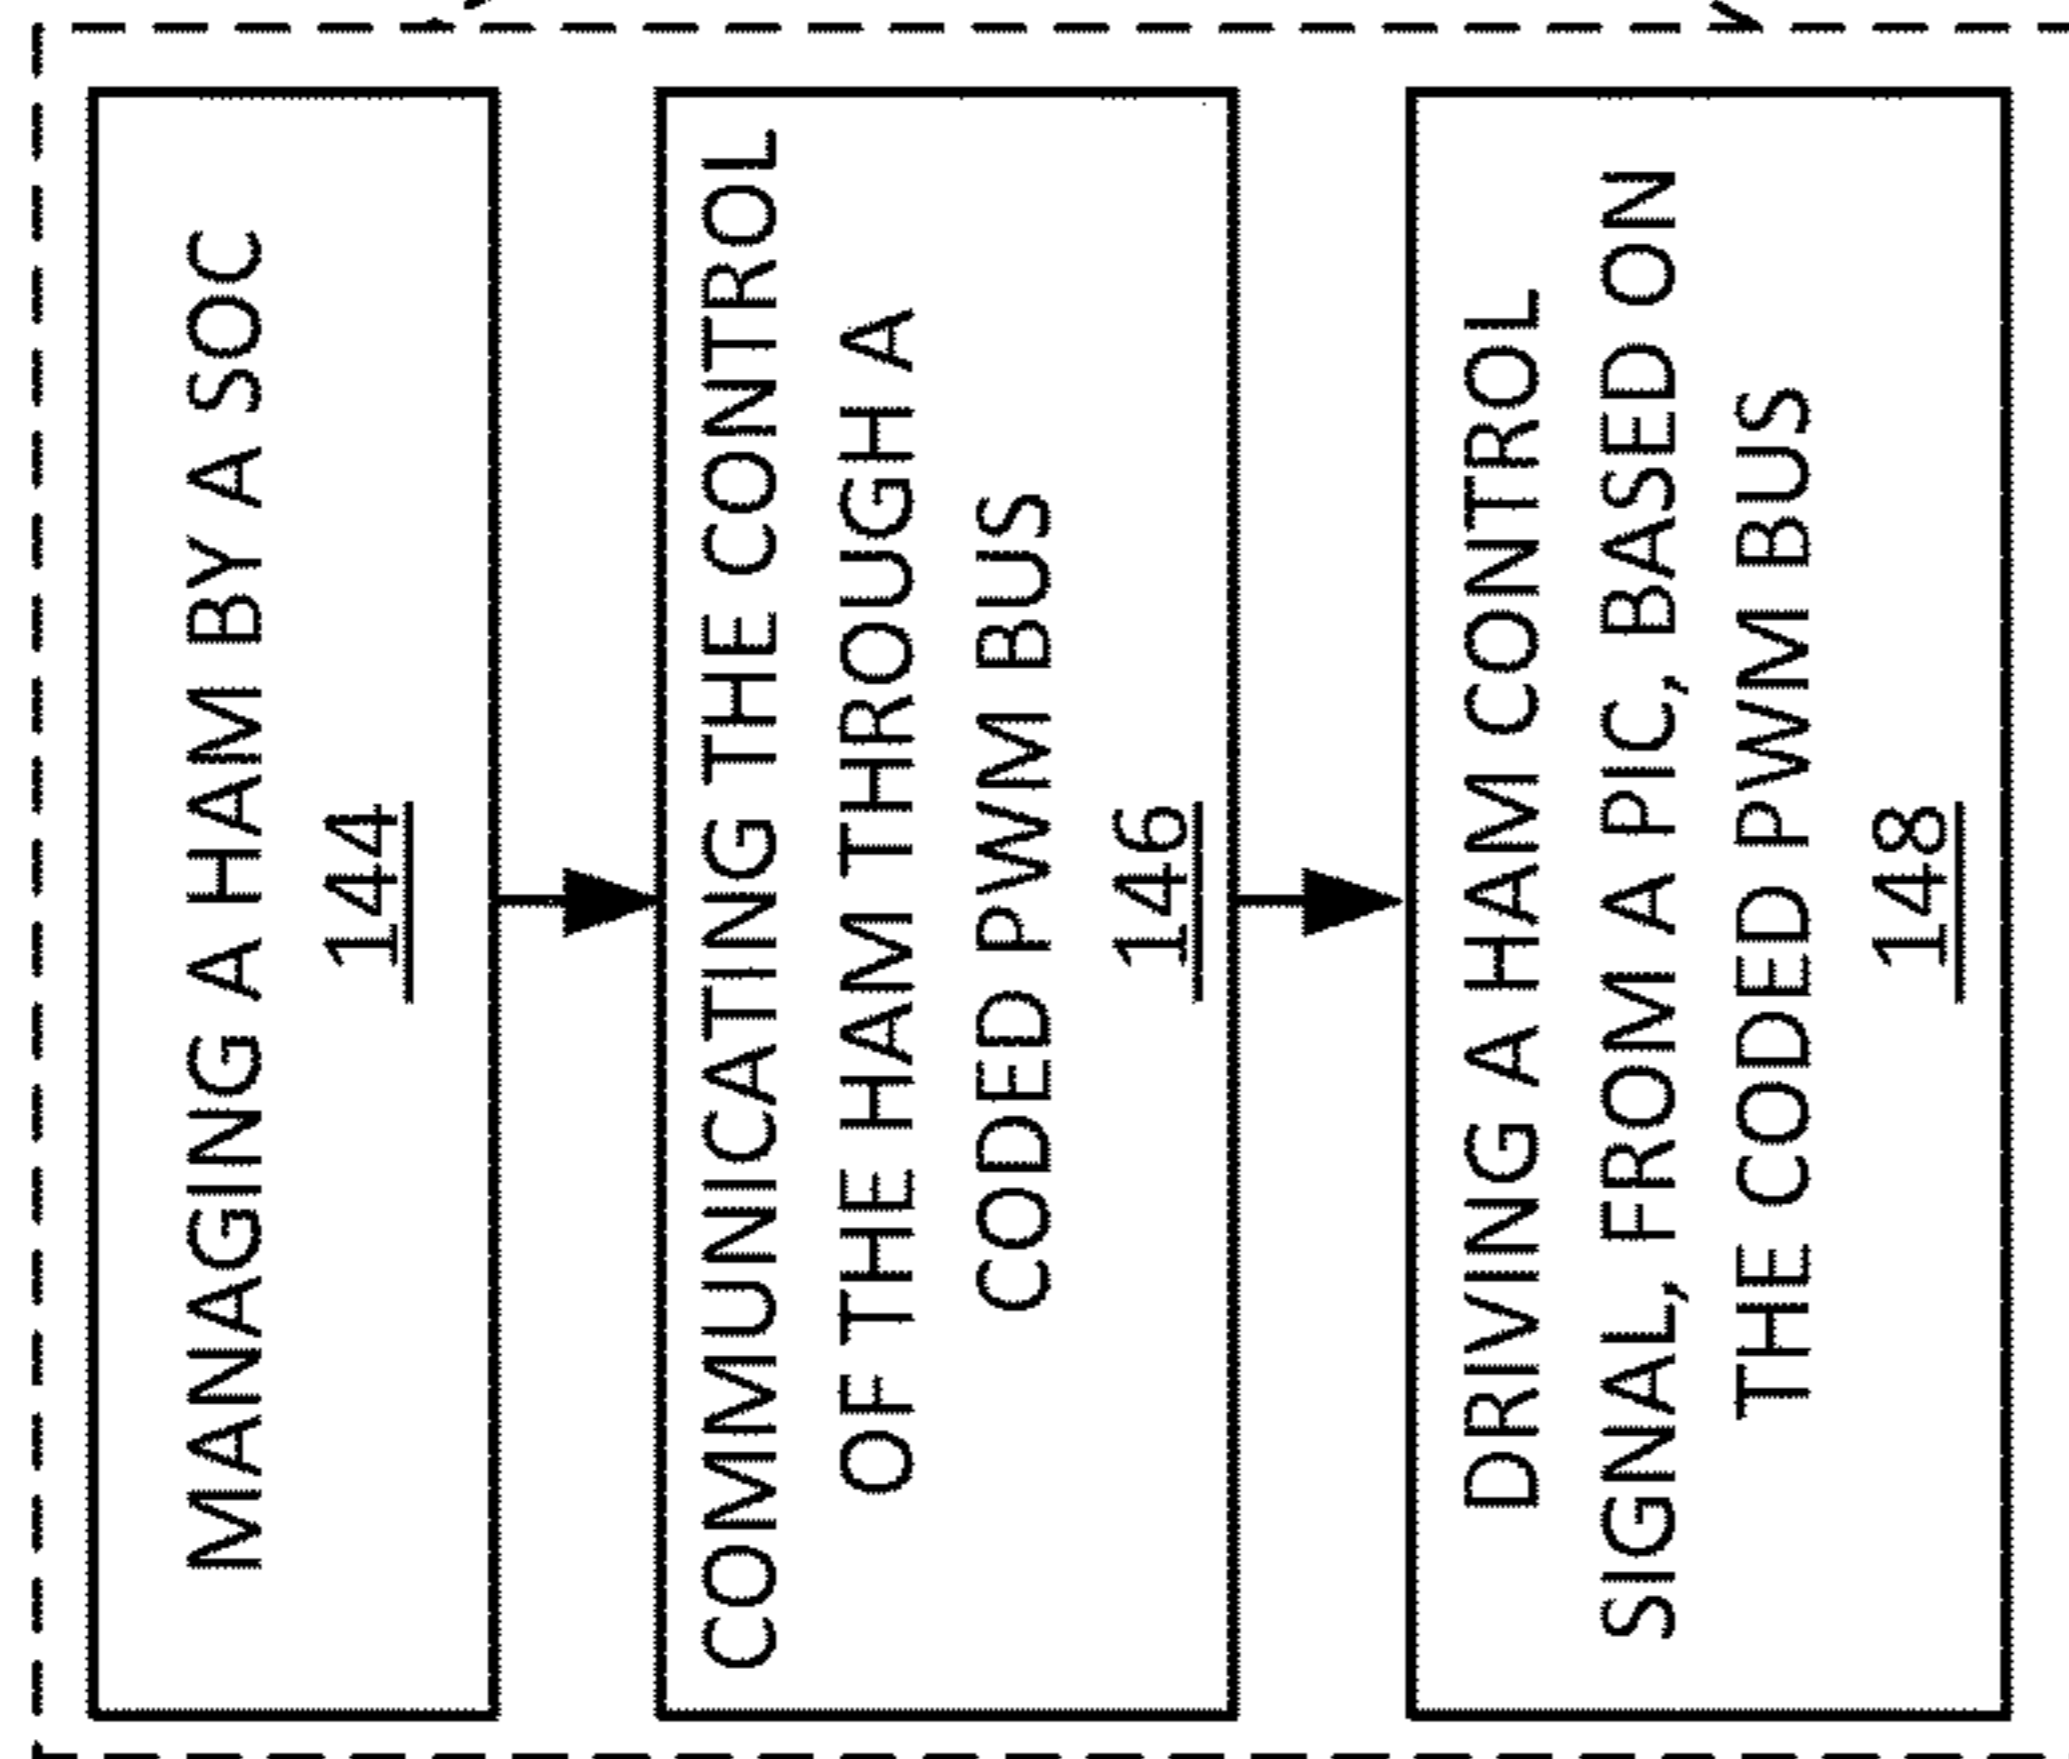 MANAGING A HAM BY A SOC
144
COMMUNICATING THE CONTROL
OF THE HAM THROUGH A
CODED PWM BUS
146
DRIVING A HAM CONTROL
SIGNAL, FROM A PIC, BASED ON
THE CODED PWM BUS
148